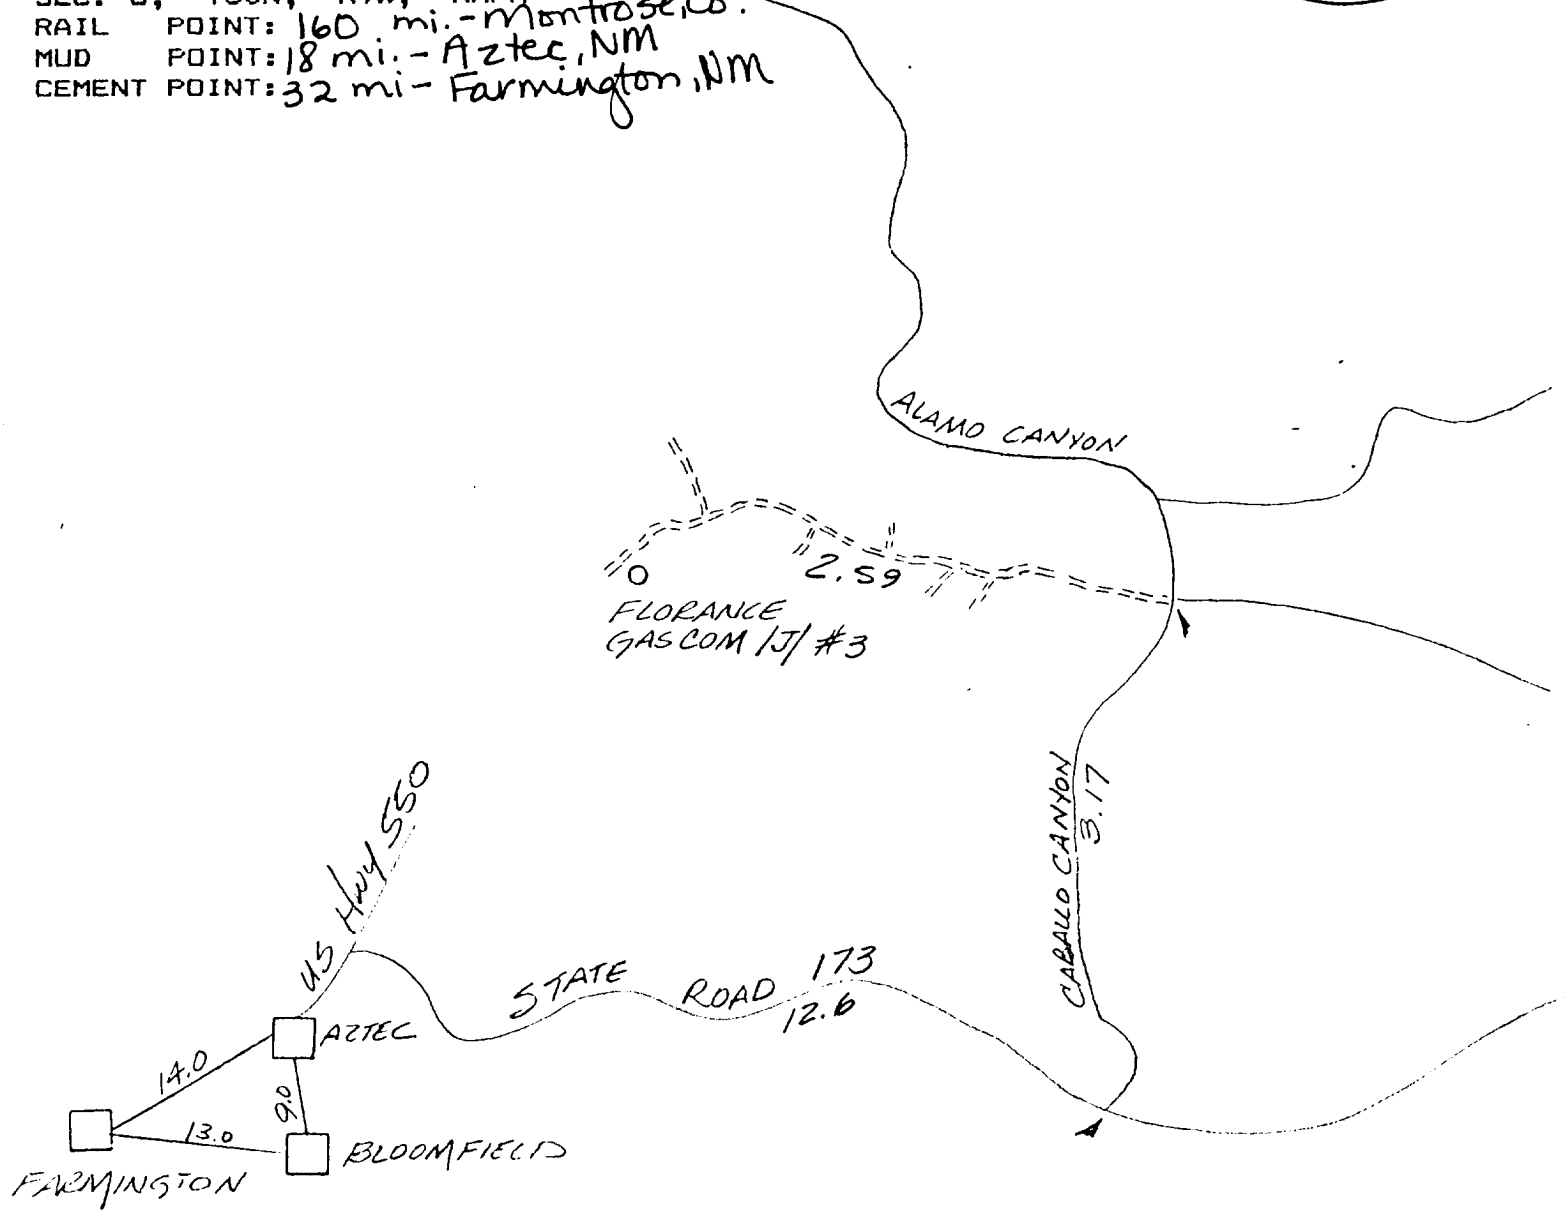 RAIL POINT: 160 mi.-Montrose, Co.
MUD POINT: 18 mi. - Aztec, NM
CEMENT POINT: 32 mi - Farmington, NM
ALAMO CANYON
2.59
FLORANCE
GAS COM /J/ #3
CABALLO CANYON
3.17
US Hwy 550
STATE ROAD 173
12.6
AZTEC
14.0
9.0
13.0
BLOOMFIELD
FARMINGTON